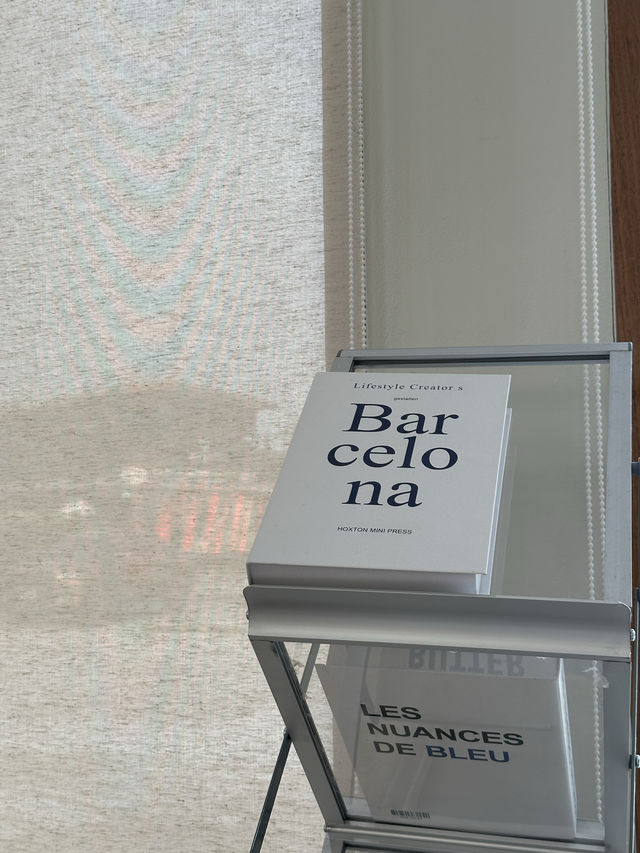 Lifestyle Creator s
gestalten
Bar
celo
na
HOXTON MINI PRESS
BUTTER
LES
NUANCES
DE BLEU